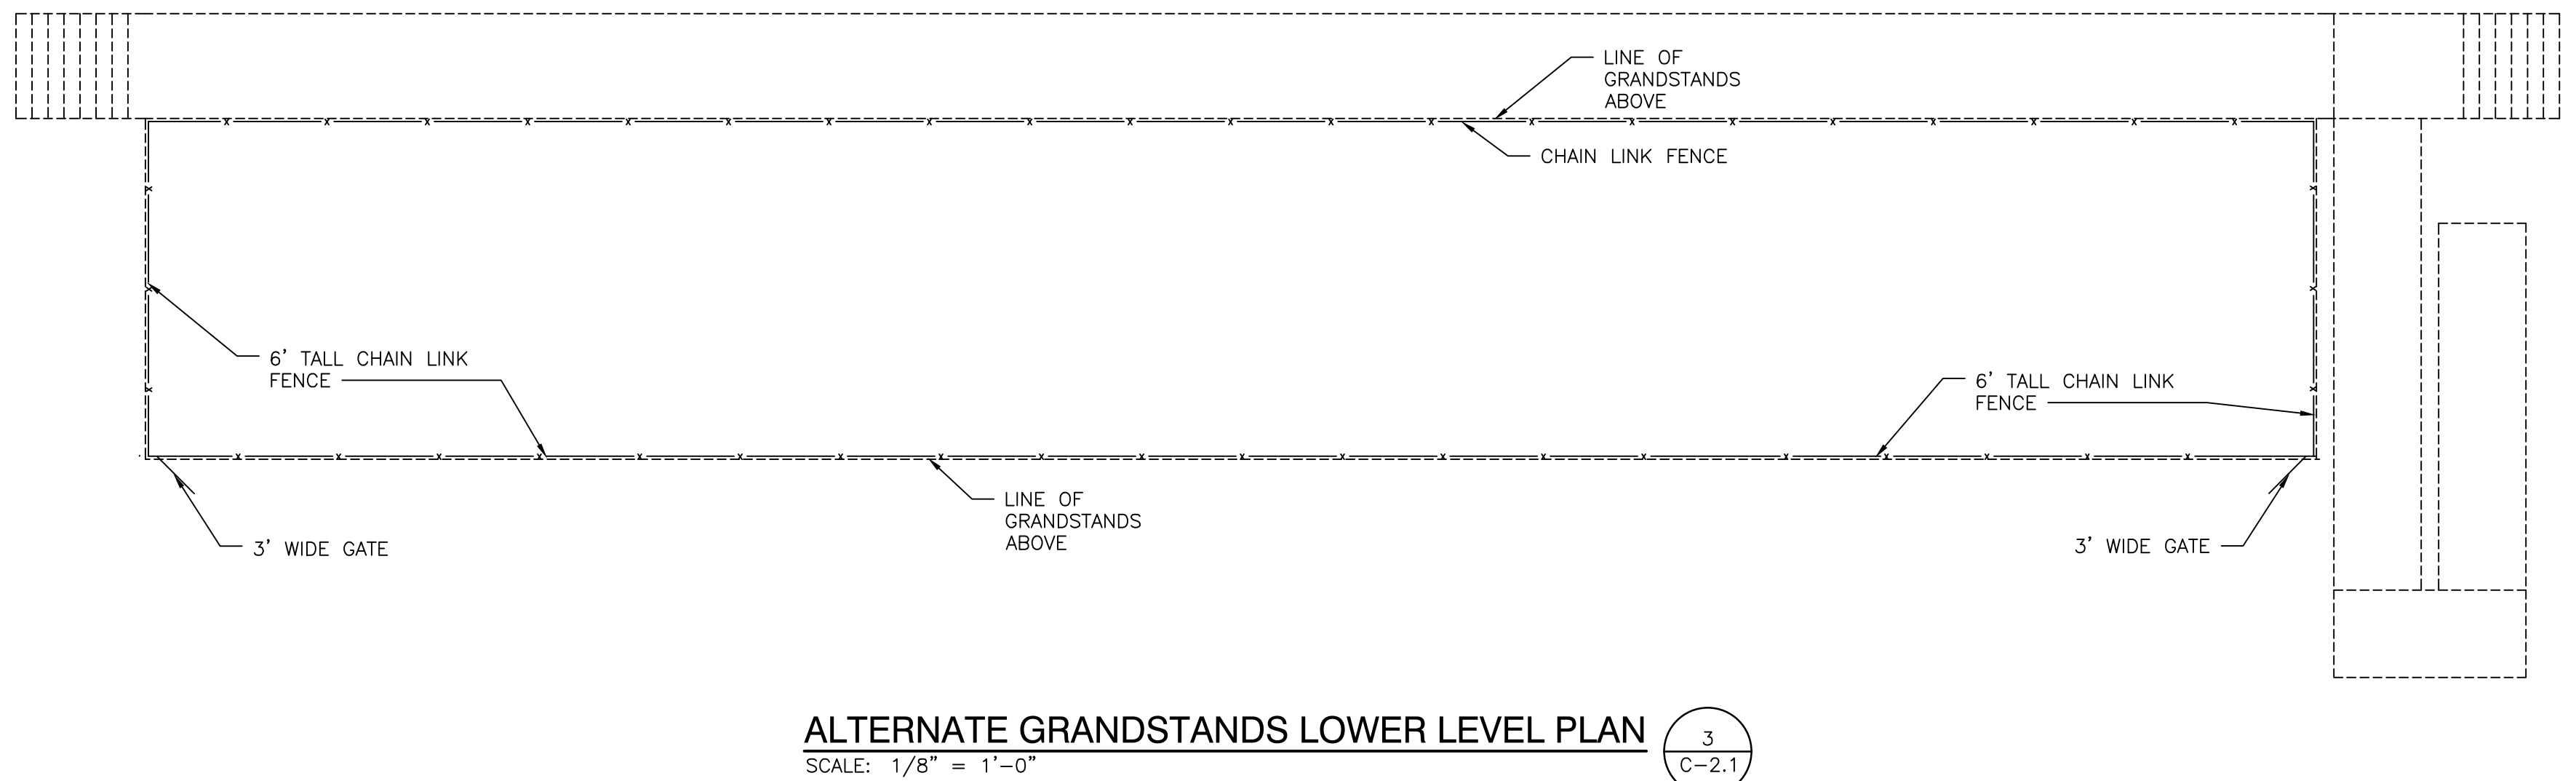 LINE OF
GRANDSTANDS
ABOVE
CHAIN LINK FENCE
6' TALL CHAIN LINK
FENCE
6' TALL CHAIN LINK
FENCE
LINE OF
GRANDSTANDS
ABOVE
3' WIDE GATE
3' WIDE GATE
ALTERNATE GRANDSTANDS LOWER LEVEL PLAN
SCALE: 1/8" = 1'-0"
3
C-2.1